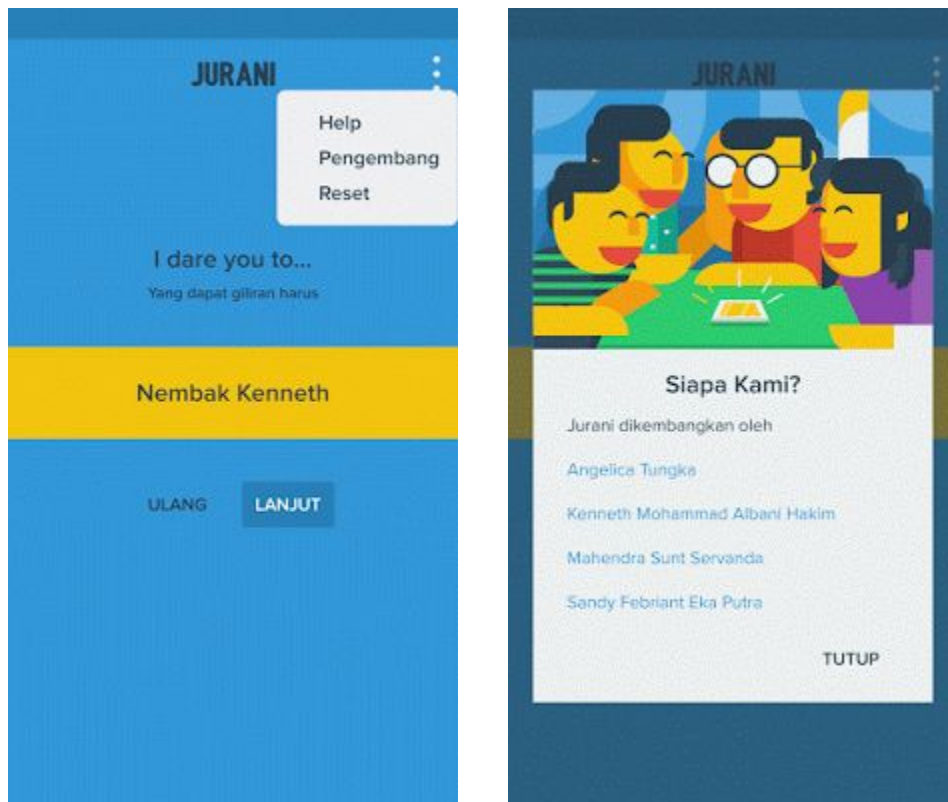 JURANI
Help
Pengembang
Reset
I dare you to...
Yang dapat giliran harus
Nembak Kenneth
ULANG
LANJUT
JURANI
Siapa Kami?
Jurani dikembangkan oleh
Angelica Tungka
Kenneth Mohammad Albani Hakim
Mahendra Sunt Servanda
Sandy Febriant Eka Putra
TUTUP